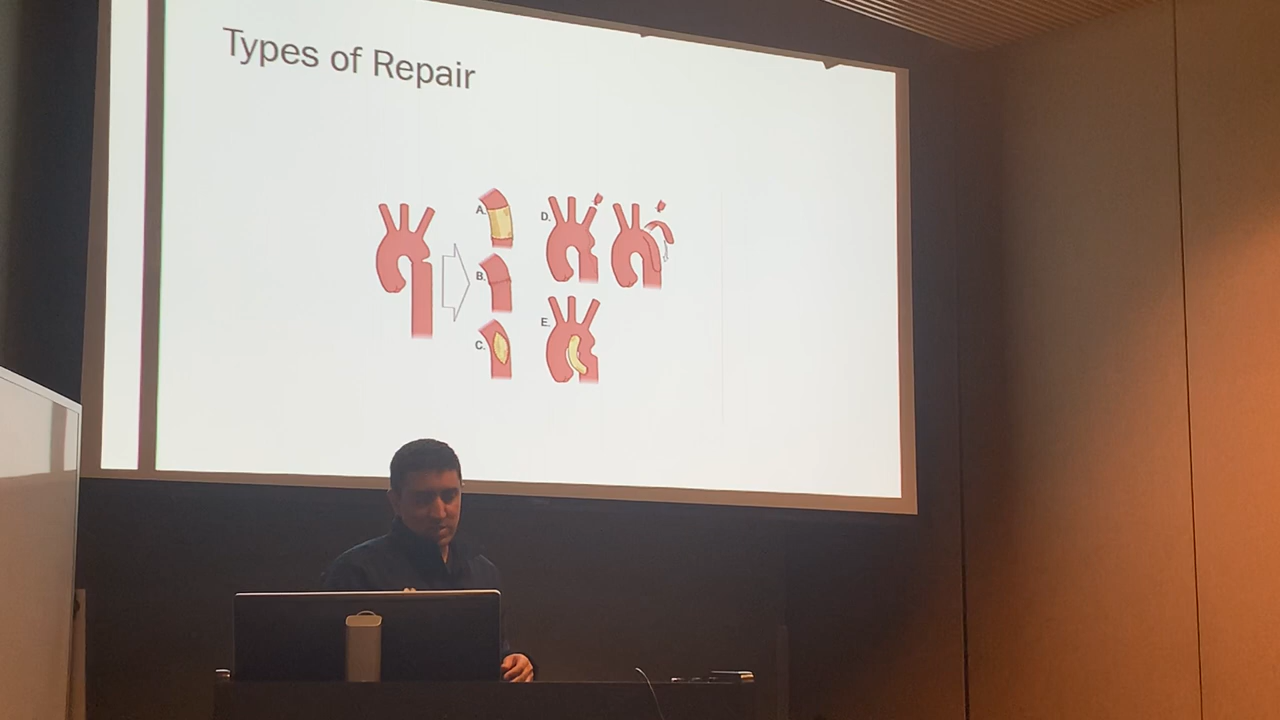 Types of Repair
A.
B.
C.
D.
E.